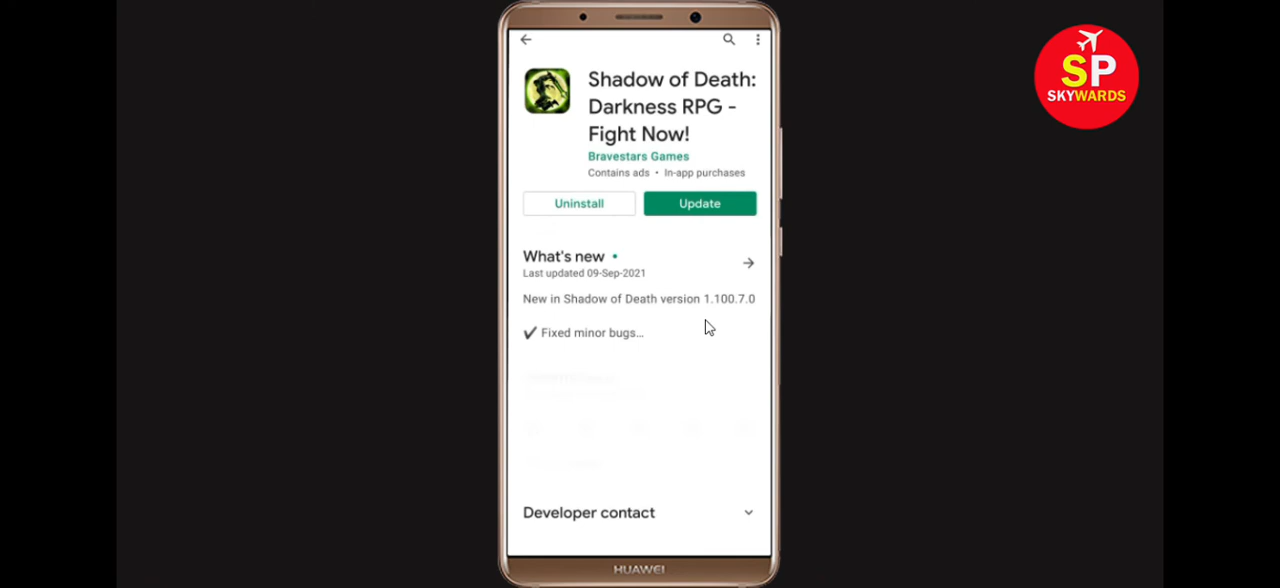 SP
SKYWARDS
Shadow of Death:
Darkness RPG -
Fight Now!
Bravestars Games
Contains ads • In-app purchases
Uninstall
Update
What's new •
Last updated 09-Sep-2021
New in Shadow of Death version 1.100.7.0
✔ Fixed minor bugs...
Developer contact
HUAWEI